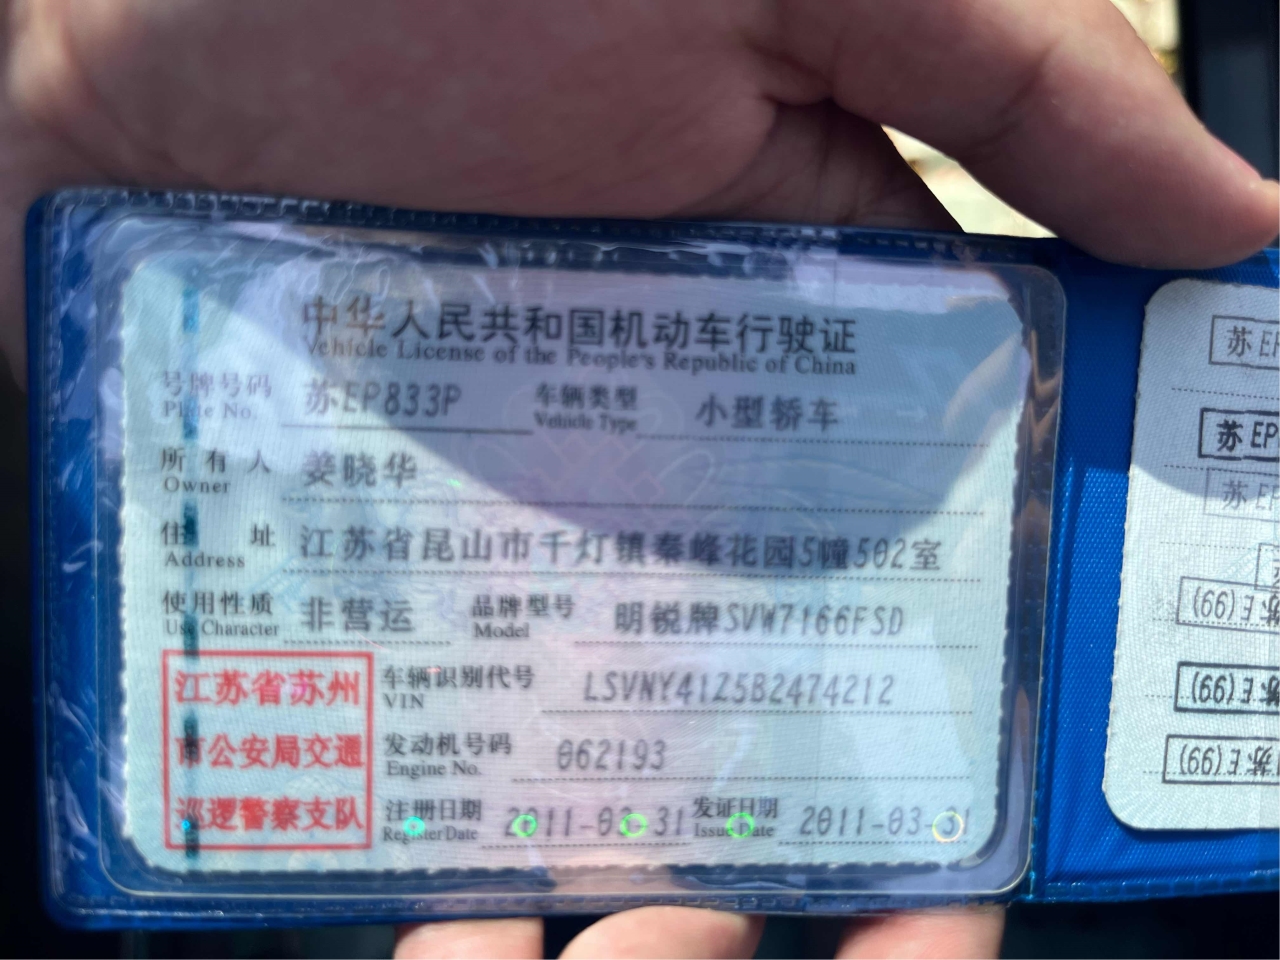 中华人民共和国机动车行驶证
Vehicle License of the People's Republic of China
号牌号码 苏EP833P 车辆类型 小型轿车
Plate No. Vehicle Type
所有人 姜晓华
Owner
住址 江苏省昆山市千灯镇秦峰花园5幢502室
Address
使用性质 非营运 品牌型号 明锐牌SVW7166FSD
Use Character Model
江苏省苏州
市公安局交通
巡逻警察支队
车辆识别代号 LSVNY41Z5B2474212
VIN
发动机号码 062193
Engine No.
注册日期 2011-03-31 发证日期 2011-03-31
Register Date Issue Date
苏E
苏 EP
苏 E